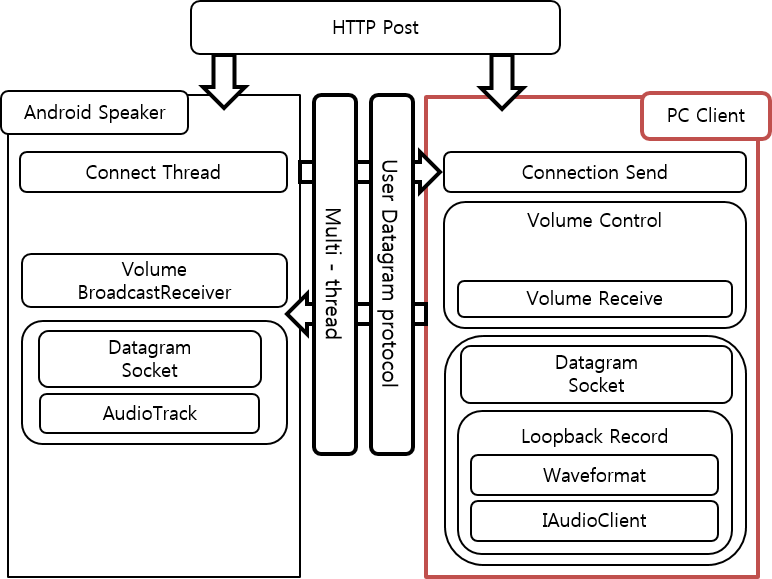 HTTP Post
Android Speaker
Connect Thread
Volume
BroadcastReceiver
Datagram
Socket
AudioTrack
Multi - thread
User Datagram protocol
PC Client
Connection Send
Volume Control
Volume Receive
Datagram
Socket
Loopback Record
Waveformat
IAudioClient